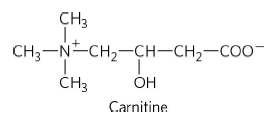 CH₃
CH₃—N⁺—CH₂—CH—CH₂—COO⁻
CH₃ OH
Carnitine